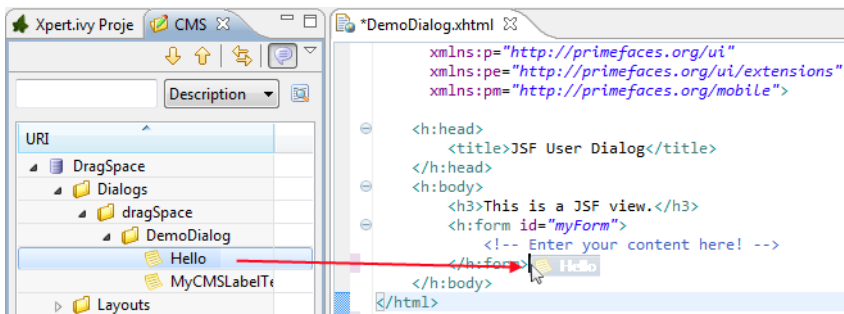 Xpert.ivy Proje
CMS
*DemoDialog.xhtml
Description
URI
DragSpace
Dialogs
dragSpace
DemoDialog
Hello
MyCMSLabelTe
Layouts
xmlns:p="http://primefaces.org/ui"
xmlns:pe="http://primefaces.org/ui/extensions"
xmlns:pm="http://primefaces.org/mobile">
<h:head>
<title>JSF User Dialog</title>
</h:head>
<h:body>
<h3>This is a JSF view.</h3>
<h:form id="myForm">
<!-- Enter your content here! -->
</h:form> Hello
</h:body>
</html>